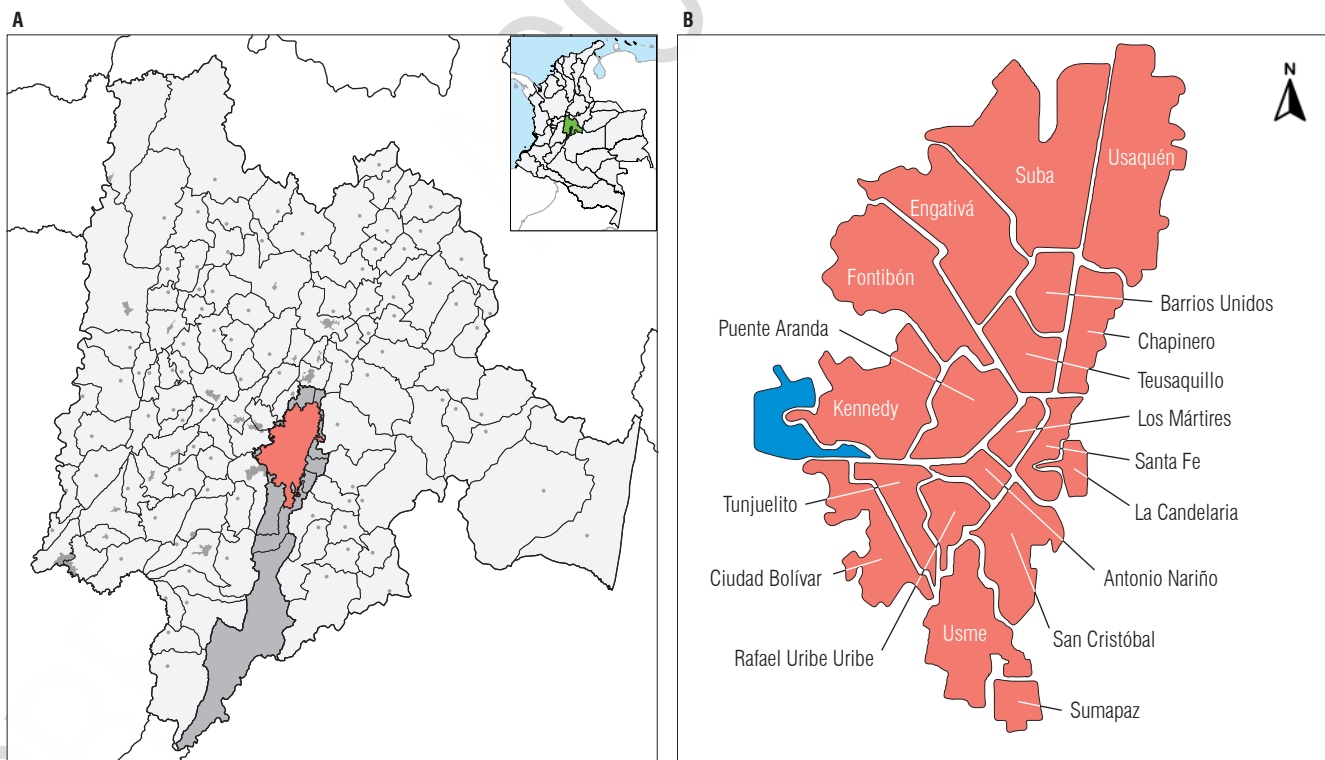 A
B
N
Usaquén
Suba
Engativá
Fontibón
Barrios Unidos
Puente Aranda
Chapinero
Teusaquillo
Kennedy
Los Mártires
Santa Fe
Tunjuelito
La Candelaria
Ciudad Bolívar
Antonio Nariño
Usme
San Cristóbal
Rafael Uribe Uribe
Sumapaz